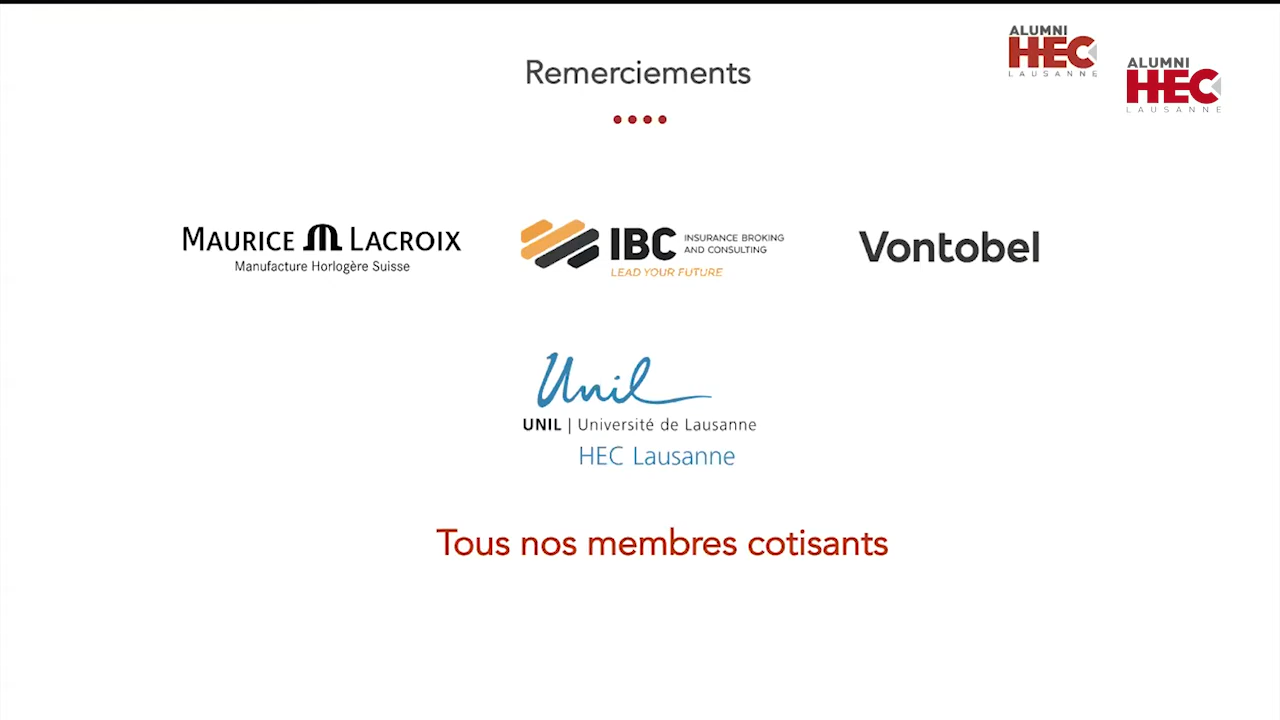 Remerciements
ALUMNI
HEC
LAUSANNE
ALUMNI
HEC
LAUSANNE
MAURICE LACROIX
Manufacture Horlogère Suisse
IBC INSURANCE BROKING
AND CONSULTING
LEAD YOUR FUTURE
Vontobel
Unil
UNIL | Université de Lausanne
HEC Lausanne
Tous nos membres cotisants